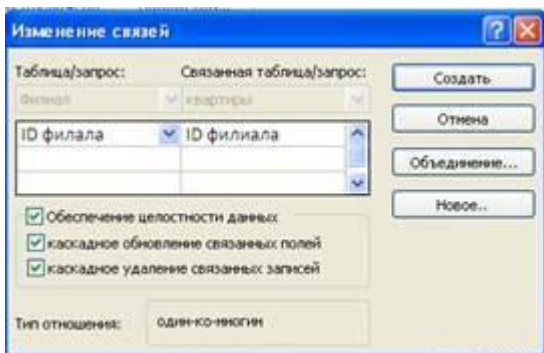 Изменение связей
Таблица/запрос: Связанная таблица/запрос:
Филиал квартиры
ID филала ID филиала
Обеспечение целостности данных
каскадное обновление связанных полей
каскадное удаление связанных записей
Тип отношения: один-ко-многим
Создать
Отмена
Объединение...
Новое..